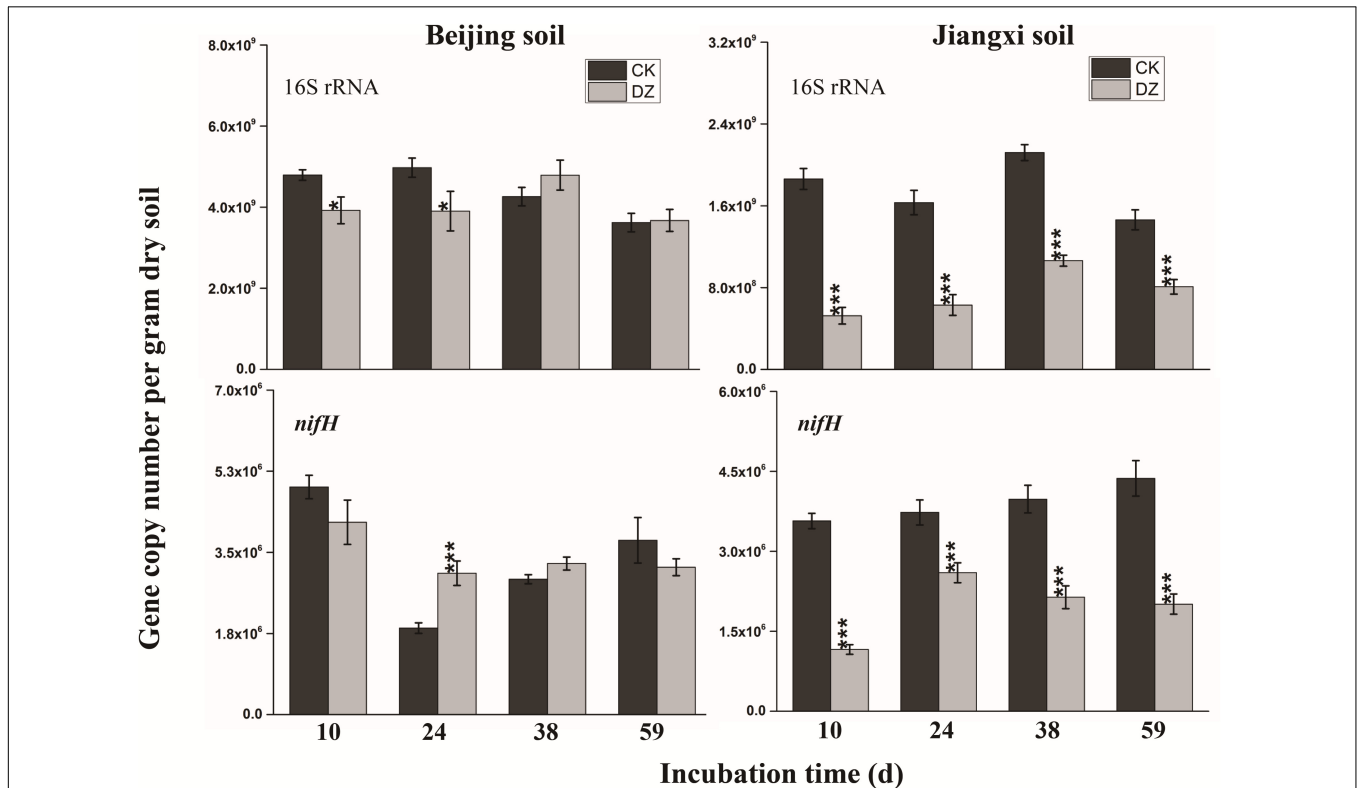 Beijing soil
Jiangxi soil
8.0x10⁹
6.0x10⁹
4.0x10⁹
2.0x10⁹
0.0
16S rRNA
CK
DZ
*
*
3.2x10⁹
2.4x10⁹
1.6x10⁹
8.0x10⁸
0.0
16S rRNA
CK
DZ
***
***
***
***
Gene copy number per gram dry soil
7.0x10⁶
5.3x10⁶
3.5x10⁶
1.8x10⁶
0.0
nifH
***
10 24 38 59
6.0x10⁶
4.5x10⁶
3.0x10⁶
1.5x10⁶
0.0
nifH
***
***
***
***
10 24 38 59
Incubation time (d)